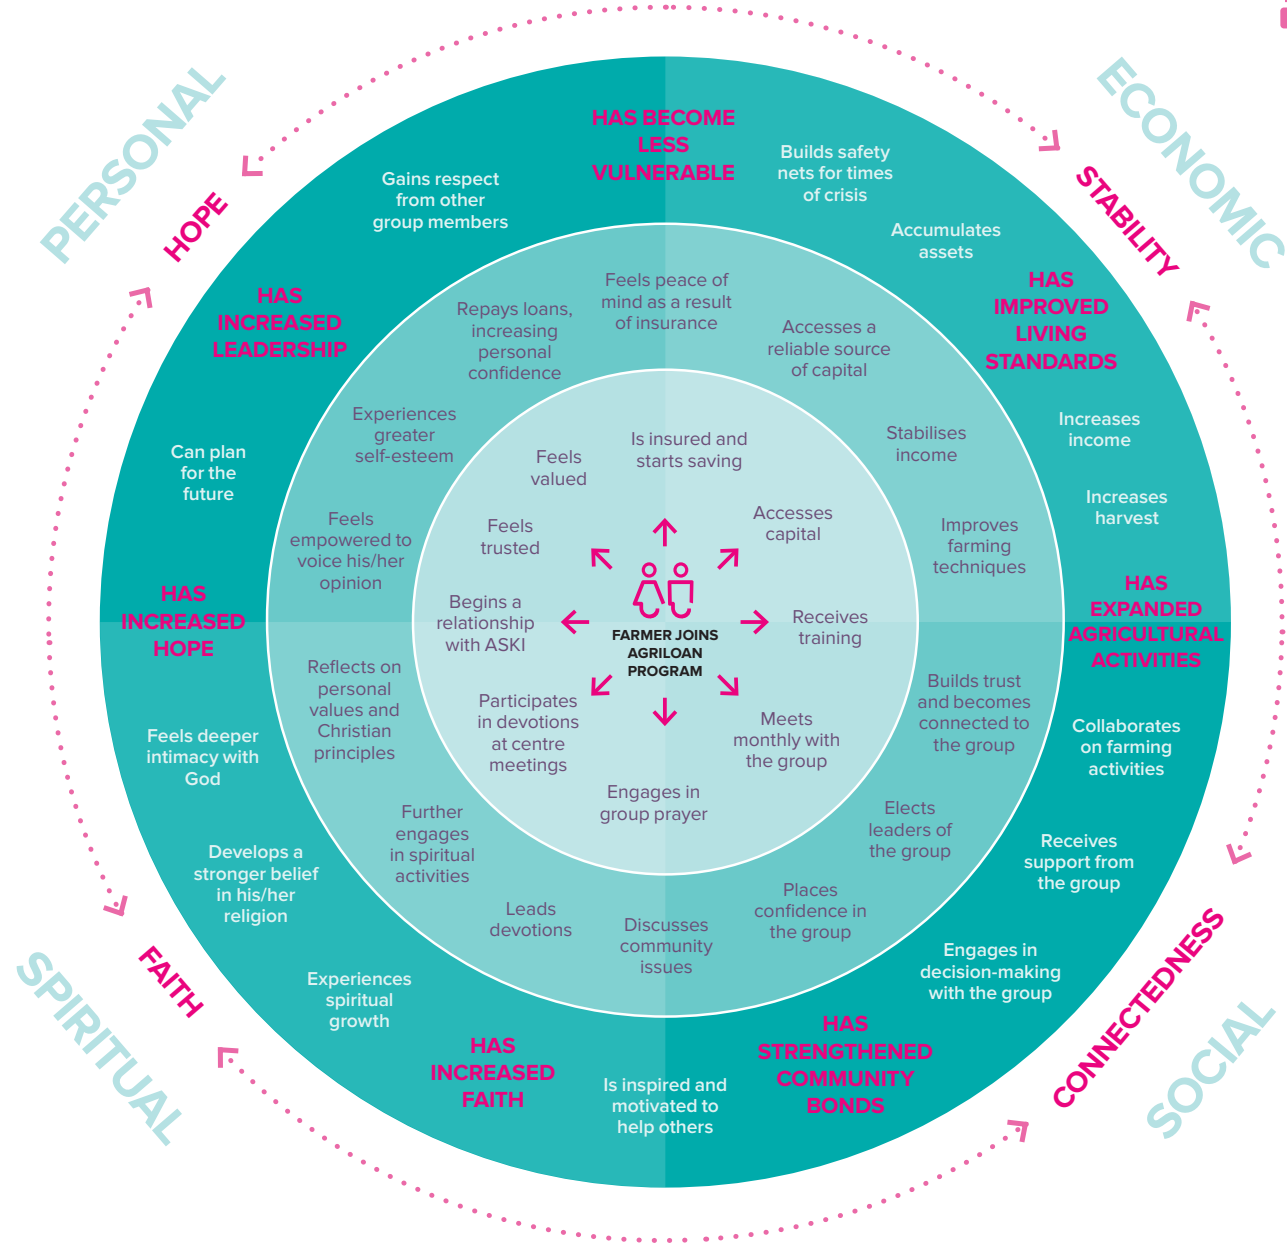 PERSONAL
HOPE
ECONOMIC
STABILITY
HAS BECOME
LESS
VULNERABLE
Builds safety
nets for times
of crisis
Accumulates
assets
HAS
IMPROVED
LIVING
STANDARDS
Increases
income
Increases
harvest
HAS
EXPANDED
AGRICULTURAL
ACTIVITIES
Collaborates
on farming
activities
Receives
support from
the group
Engages in
decision-making
with the group
HAS
STRENGTHENED
COMMUNITY
BONDS
CONNECTEDNESS
SOCIAL
Is inspired and
motivated to
help others
HAS
INCREASED
FAITH
Experiences
spiritual
growth
Develops a
stronger belief
in his/her
religion
Feels deeper
intimacy with
God
FAITH
SPIRITUAL
HAS
INCREASED
HOPE
Can plan
for the
future
HAS
INCREASED
LEADERSHIP
Gains respect
from other
group members
Feels peace of
mind as a result
of insurance
Accesses a
reliable source
of capital
Stabilises
income
Improves
farming
techniques
Builds trust
and becomes
connected to
the group
Elects
leaders of
the group
Places
confidence in
the group
Discusses
community
issues
Leads
devotions
Further
engages
in spiritual
activities
Reflects on
personal
values and
Christian
principles
Feels
empowered to
voice his/her
opinion
Experiences
greater
self-esteem
Repays loans,
increasing
personal
confidence
Is insured and
starts saving
Accesses
capital
Receives
training
Meets
monthly with
the group
Engages in
group prayer
Participates
in devotions
at centre
meetings
Begins a
relationship
with ASKI
Feels
trusted
Feels
valued
FARMER JOINS
AGRILOAN
PROGRAM